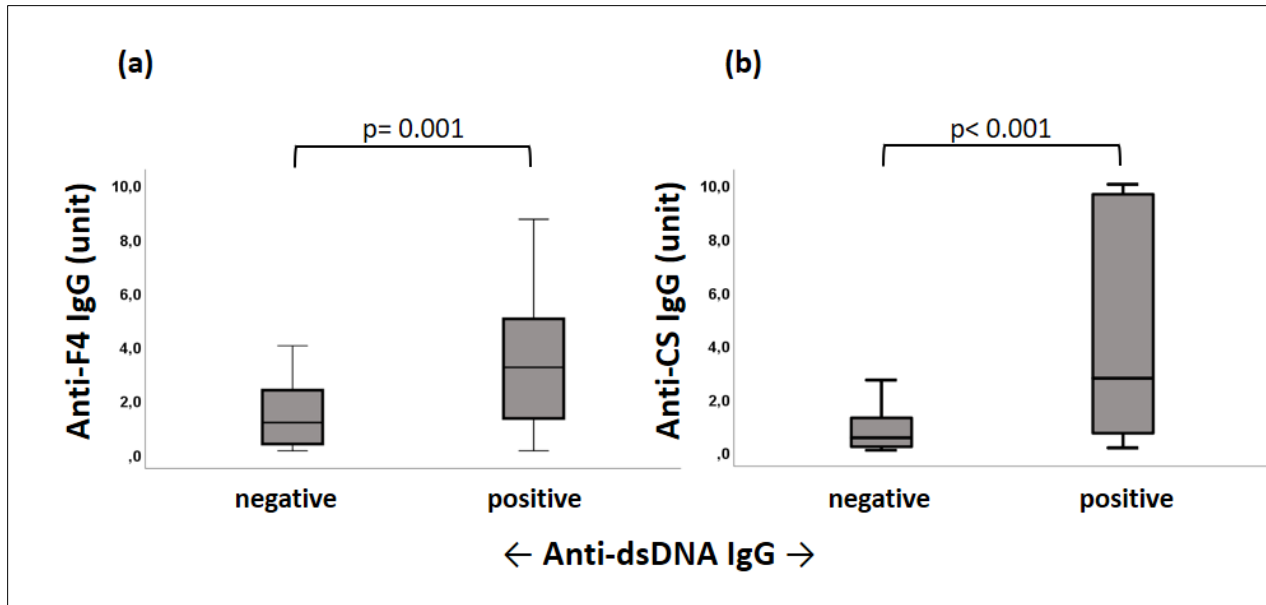 (a)
p= 0.001
Anti-F4 IgG (unit)
10,0
8,0
6,0
4,0
2,0
,0
negative positive
(b)
p< 0.001
Anti-CS IgG (unit)
10,0
8,0
6,0
4,0
2,0
,0
negative positive
← Anti-dsDNA IgG →